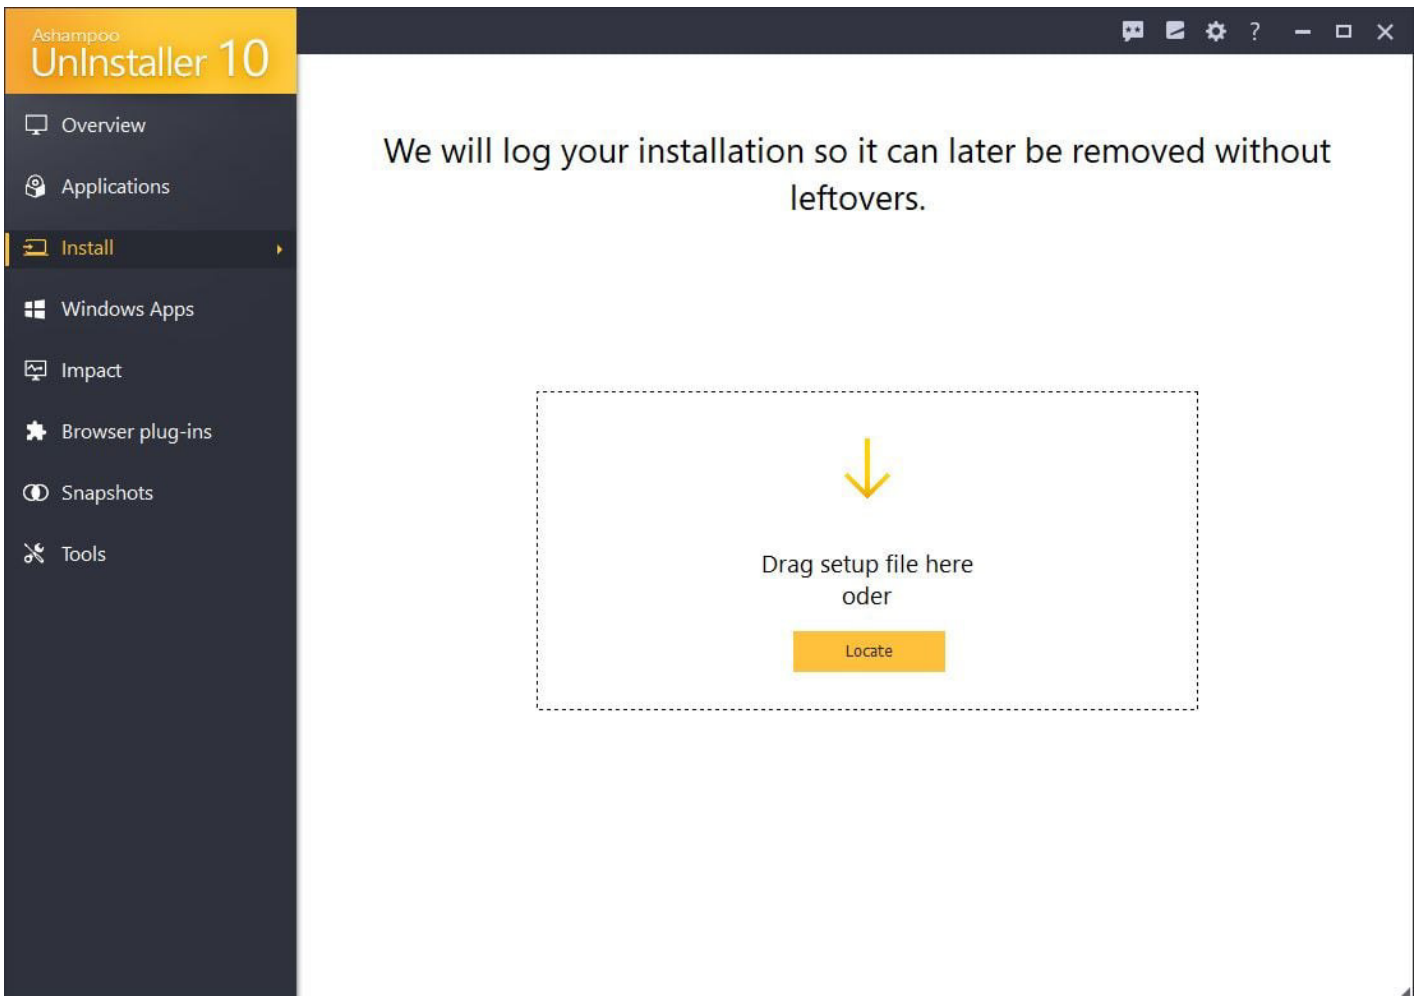 Ashampoo
UnInstaller 10
?
Overview
Applications
Install
Windows Apps
Impact
Browser plug-ins
Snapshots
Tools
We will log your installation so it can later be removed without
leftovers.
Drag setup file here
oder
Locate